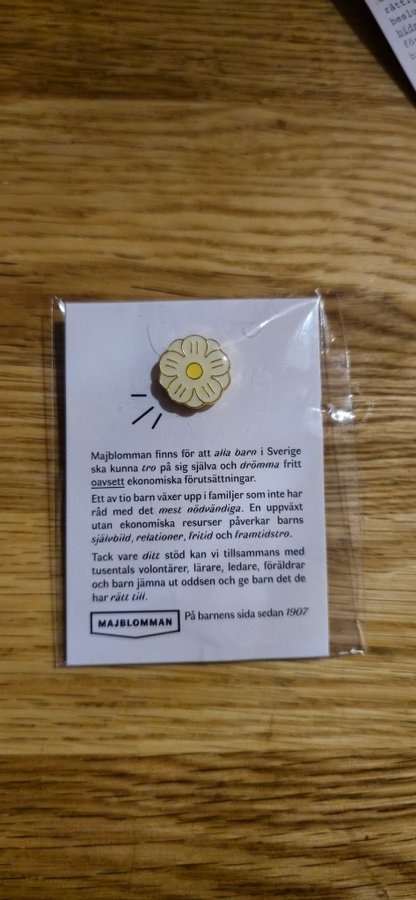 rättig
beslu
bidr
fö
Majblomman finns för att alla barn i Sverige
ska kunna tro på sig själva och drömma fritt
oavsett ekonomiska förutsättningar.
Ett av tio barn växer upp i familjer som inte har
råd med det mest nödvändiga. En uppväxt
utan ekonomiska resurser påverkar barns
självbild, relationer, fritid och framtidstro.
Tack vare ditt stöd kan vi tillsammans med
tusentals volontärer, lärare, ledare, föräldrar
och barn jämna ut oddsen och ge barn det de
har rätt till.
MAJBLOMMAN På barnens sida sedan 1907